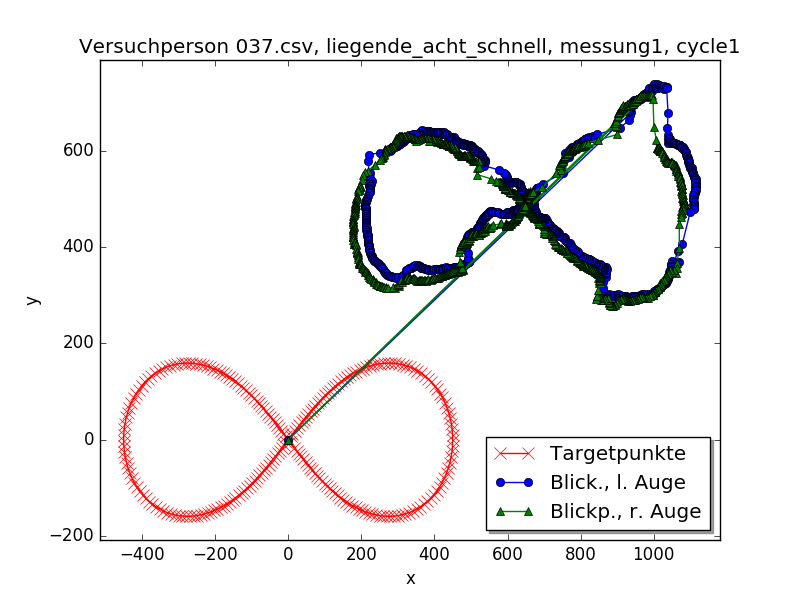 Versuchperson 037.csv, liegende_acht_schnell, messung1, cycle1
y
600
400
200
0
−200
−400 −200 0 200 400 600 800 1000
x
Targetpunkte
Blick., l. Auge
Blickp., r. Auge